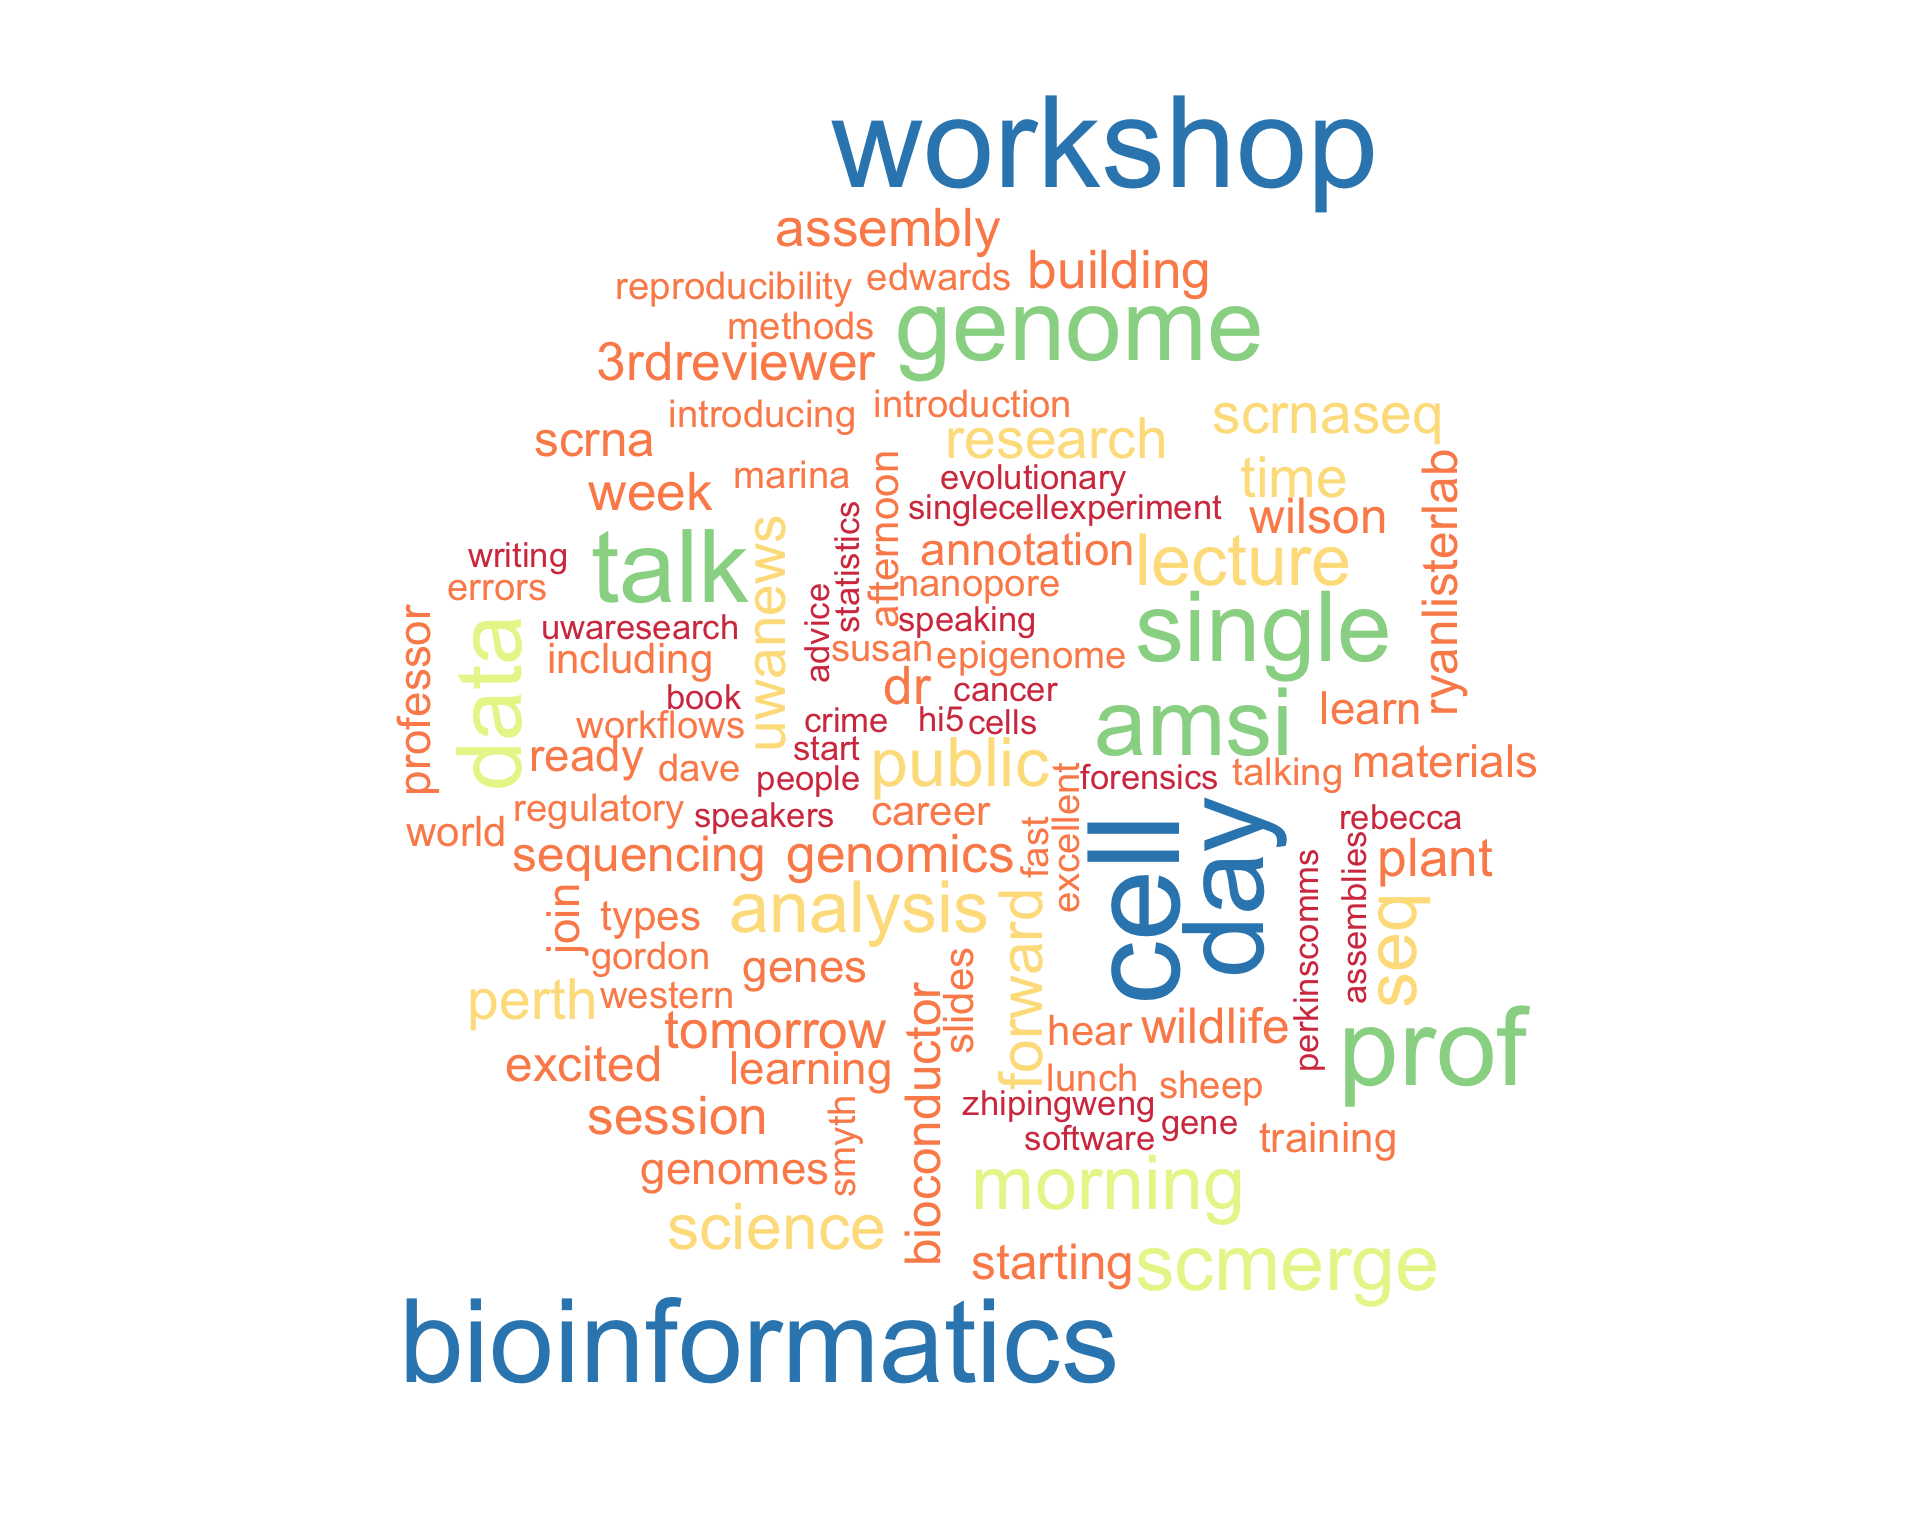 workshop
assembly
building
edwards
reproducibility
genome
methods
3rdreviewer
introduction
introducing
scrnaseq
research
scrna
ryanlisterlab
afternoon
marina
evolutionary
time
week
singlecellexperiment
wilson
statistics
uwanews
writing
talk
annotation
lecture
errors
nanopore
advice
professor
data
uwaresearch
speaking
single
including
susan
epigenome
dr
cancer
book
amsi
learn
workflows
crime
hi5
cells
start
ready
dave
public
people
excellent
forensics
talking
materials
regulatory
speakers
career
fast
cell
day
rebecca
world
sequencing
genomics
perkinscomms
assemblies
plant
join
types
analysis
forward
seq
gordon
genes
slides
perth
western
bioconductor
tomorrow
hear
wildlife
prof
excited
learning
lunch
sheep
zhipingweng
session
smyth
software
gene
training
genomes
morning
science
starting
scmerge
bioinformatics